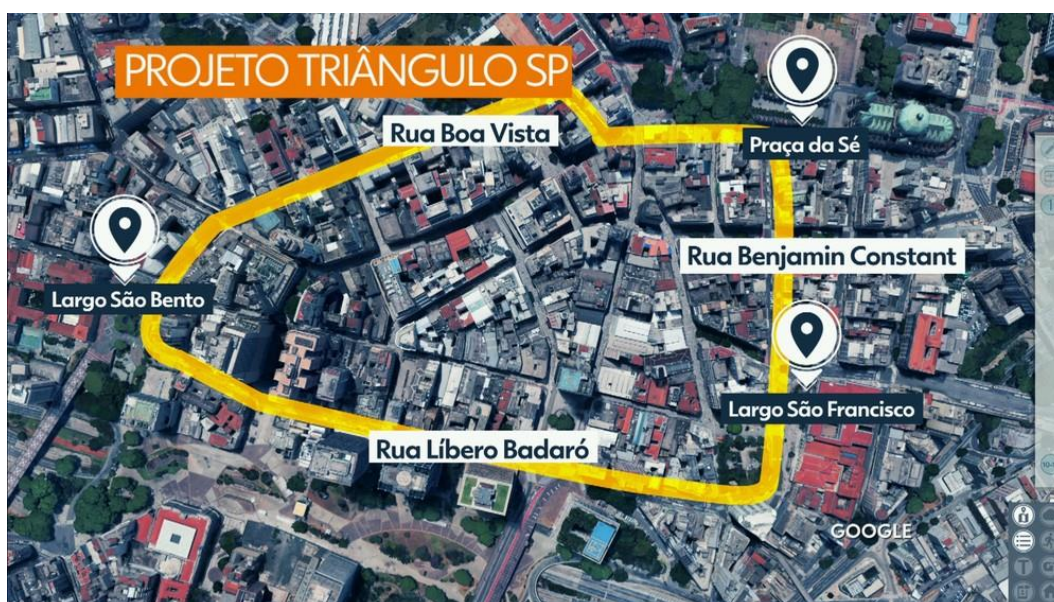 PROJETO TRIÂNGULO SP
Rua Boa Vista
Praça da Sé
Rua Benjamin Constant
Largo São Bento
Largo São Francisco
Rua Líbero Badaró
GOOGLE